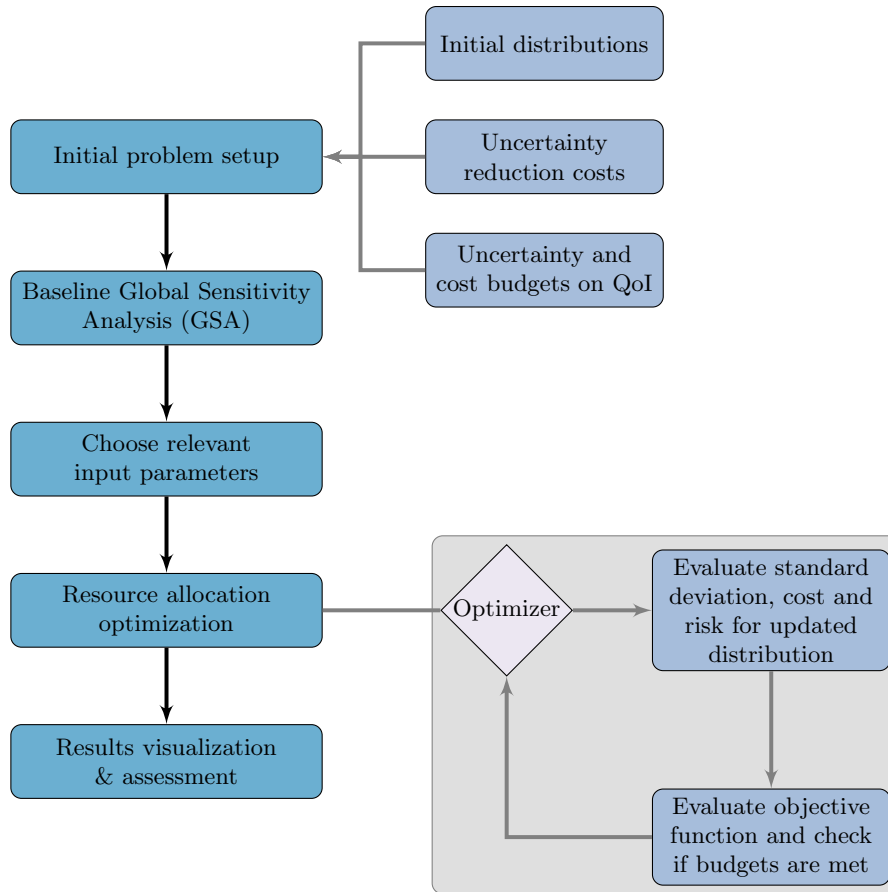 Initial distributions
Initial problem setup
Uncertainty
reduction costs
Uncertainty and
cost budgets on QoI
Baseline Global Sensitivity
Analysis (GSA)
Choose relevant
input parameters
Resource allocation
optimization
Optimizer
Evaluate standard
deviation, cost and
risk for updated
distribution
Results visualization
& assessment
Evaluate objective
function and check
if budgets are met